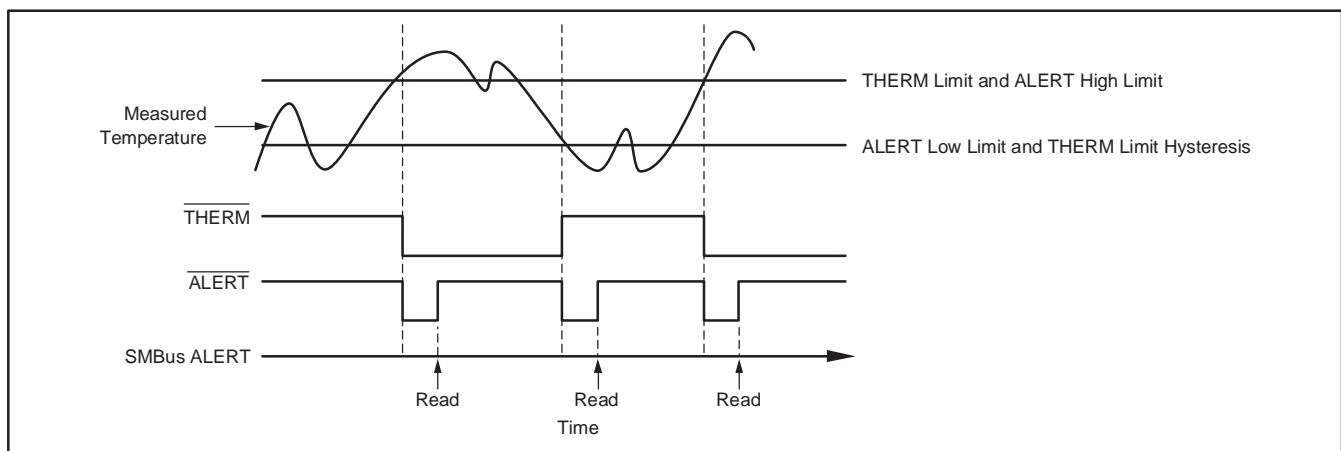 THERM Limit and ALERT High Limit
Measured
Temperature
ALERT Low Limit and THERM Limit Hysteresis
THERM
ALERT
SMBus ALERT
Read
Read
Read
Time